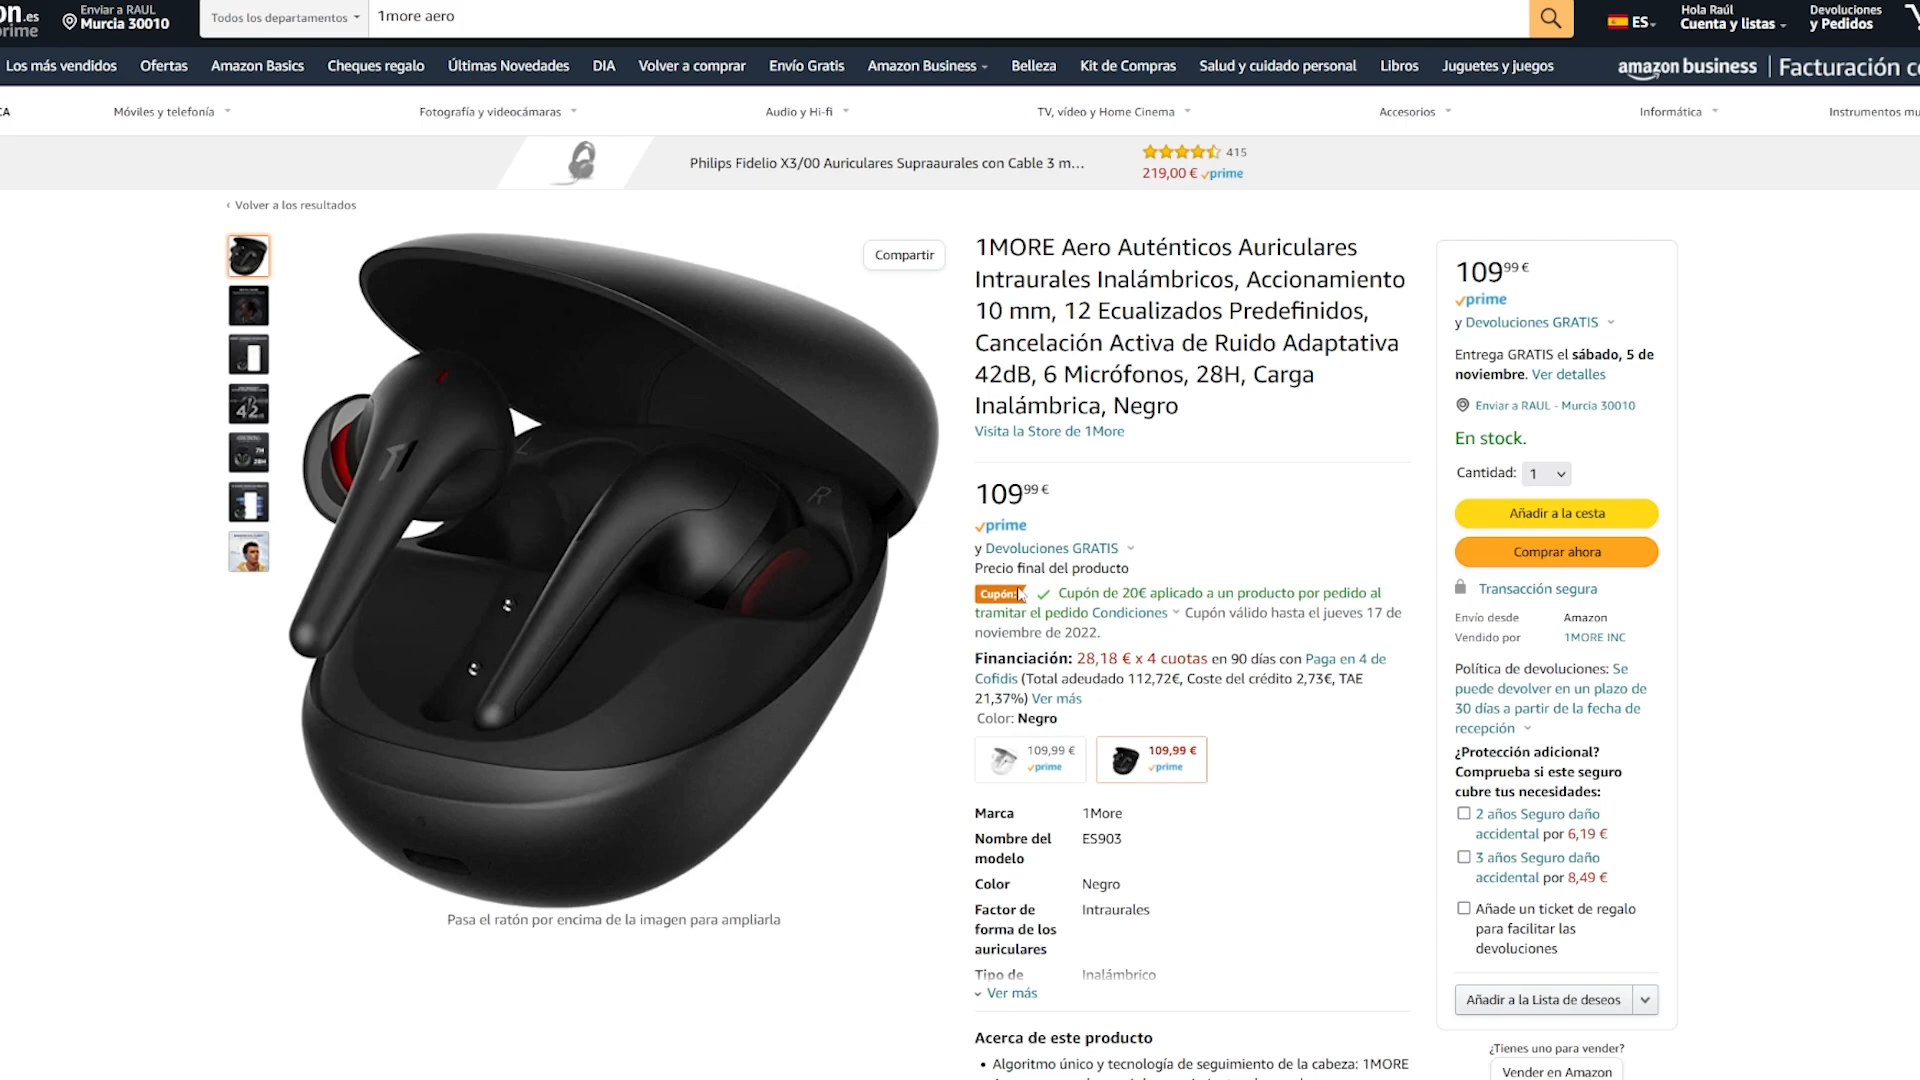 on.es
prime
Enviar a RAUL
Murcia 30010
Todos los departamentos
1more aero
ES
Hola Raúl
Cuenta y listas
Devoluciones
y Pedidos
Los más vendidos
Ofertas
Amazon Basics
Cheques regalo
Últimas Novedades
DIA
Volver a comprar
Envío Gratis
Amazon Business
Belleza
Kit de Compras
Salud y cuidado personal
Libros
Juguetes y juegos
amazon business
Facturación co
CA
Móviles y telefonía
Fotografía y videocámaras
Audio y Hi-fi
TV, vídeo y Home Cinema
Accesorios
Informática
Instrumentos mu
Philips Fidelio X3/00 Auriculares Supraaurales con Cable 3 m...
415
219,00 € prime
‹ Volver a los resultados
Compartir
L
R
42
7H
28H
Pasa el ratón por encima de la imagen para ampliarla
1MORE Aero Auténticos Auriculares
Intraurales Inalámbricos, Accionamiento
10 mm, 12 Ecualizados Predefinidos,
Cancelación Activa de Ruido Adaptativa
42dB, 6 Micrófonos, 28H, Carga
Inalámbrica, Negro
Visita la Store de 1More
109,99 €
prime
y Devoluciones GRATIS
Precio final del producto
Cupón: Cupón de 20€ aplicado a un producto por pedido al
tramitar el pedido Condiciones Cupón válido hasta el jueves 17 de
noviembre de 2022.
Financiación: 28,18 € x 4 cuotas en 90 días con Paga en 4 de
Cofidis (Total adeudado 112,72€, Coste del crédito 2,73€, TAE
21,37%) Ver más
Color: Negro
109,99 €
prime
109,99 €
prime
Marca 1More
Nombre del ES903
modelo
Color Negro
Factor de Intraurales
forma de los
auriculares
Tipo de Inalámbrico
Ver más
Acerca de este producto
• Algoritmo único y tecnología de seguimiento de la cabeza: 1MORE
109,99 €
prime
y Devoluciones GRATIS
Entrega GRATIS el sábado, 5 de
noviembre. Ver detalles
Enviar a RAUL - Murcia 30010
En stock.
Cantidad: 1
Añadir a la cesta
Comprar ahora
Transacción segura
Envío desde Amazon
Vendido por 1MORE INC
Política de devoluciones: Se
puede devolver en un plazo de
30 días a partir de la fecha de
recepción
¿Protección adicional?
Comprueba si este seguro
cubre tus necesidades:
2 años Seguro daño
accidental por 6,19 €
3 años Seguro daño
accidental por 8,49 €
Añade un ticket de regalo
para facilitar las
devoluciones
Añadir a la Lista de deseos
¿Tienes uno para vender?
Vender en Amazon